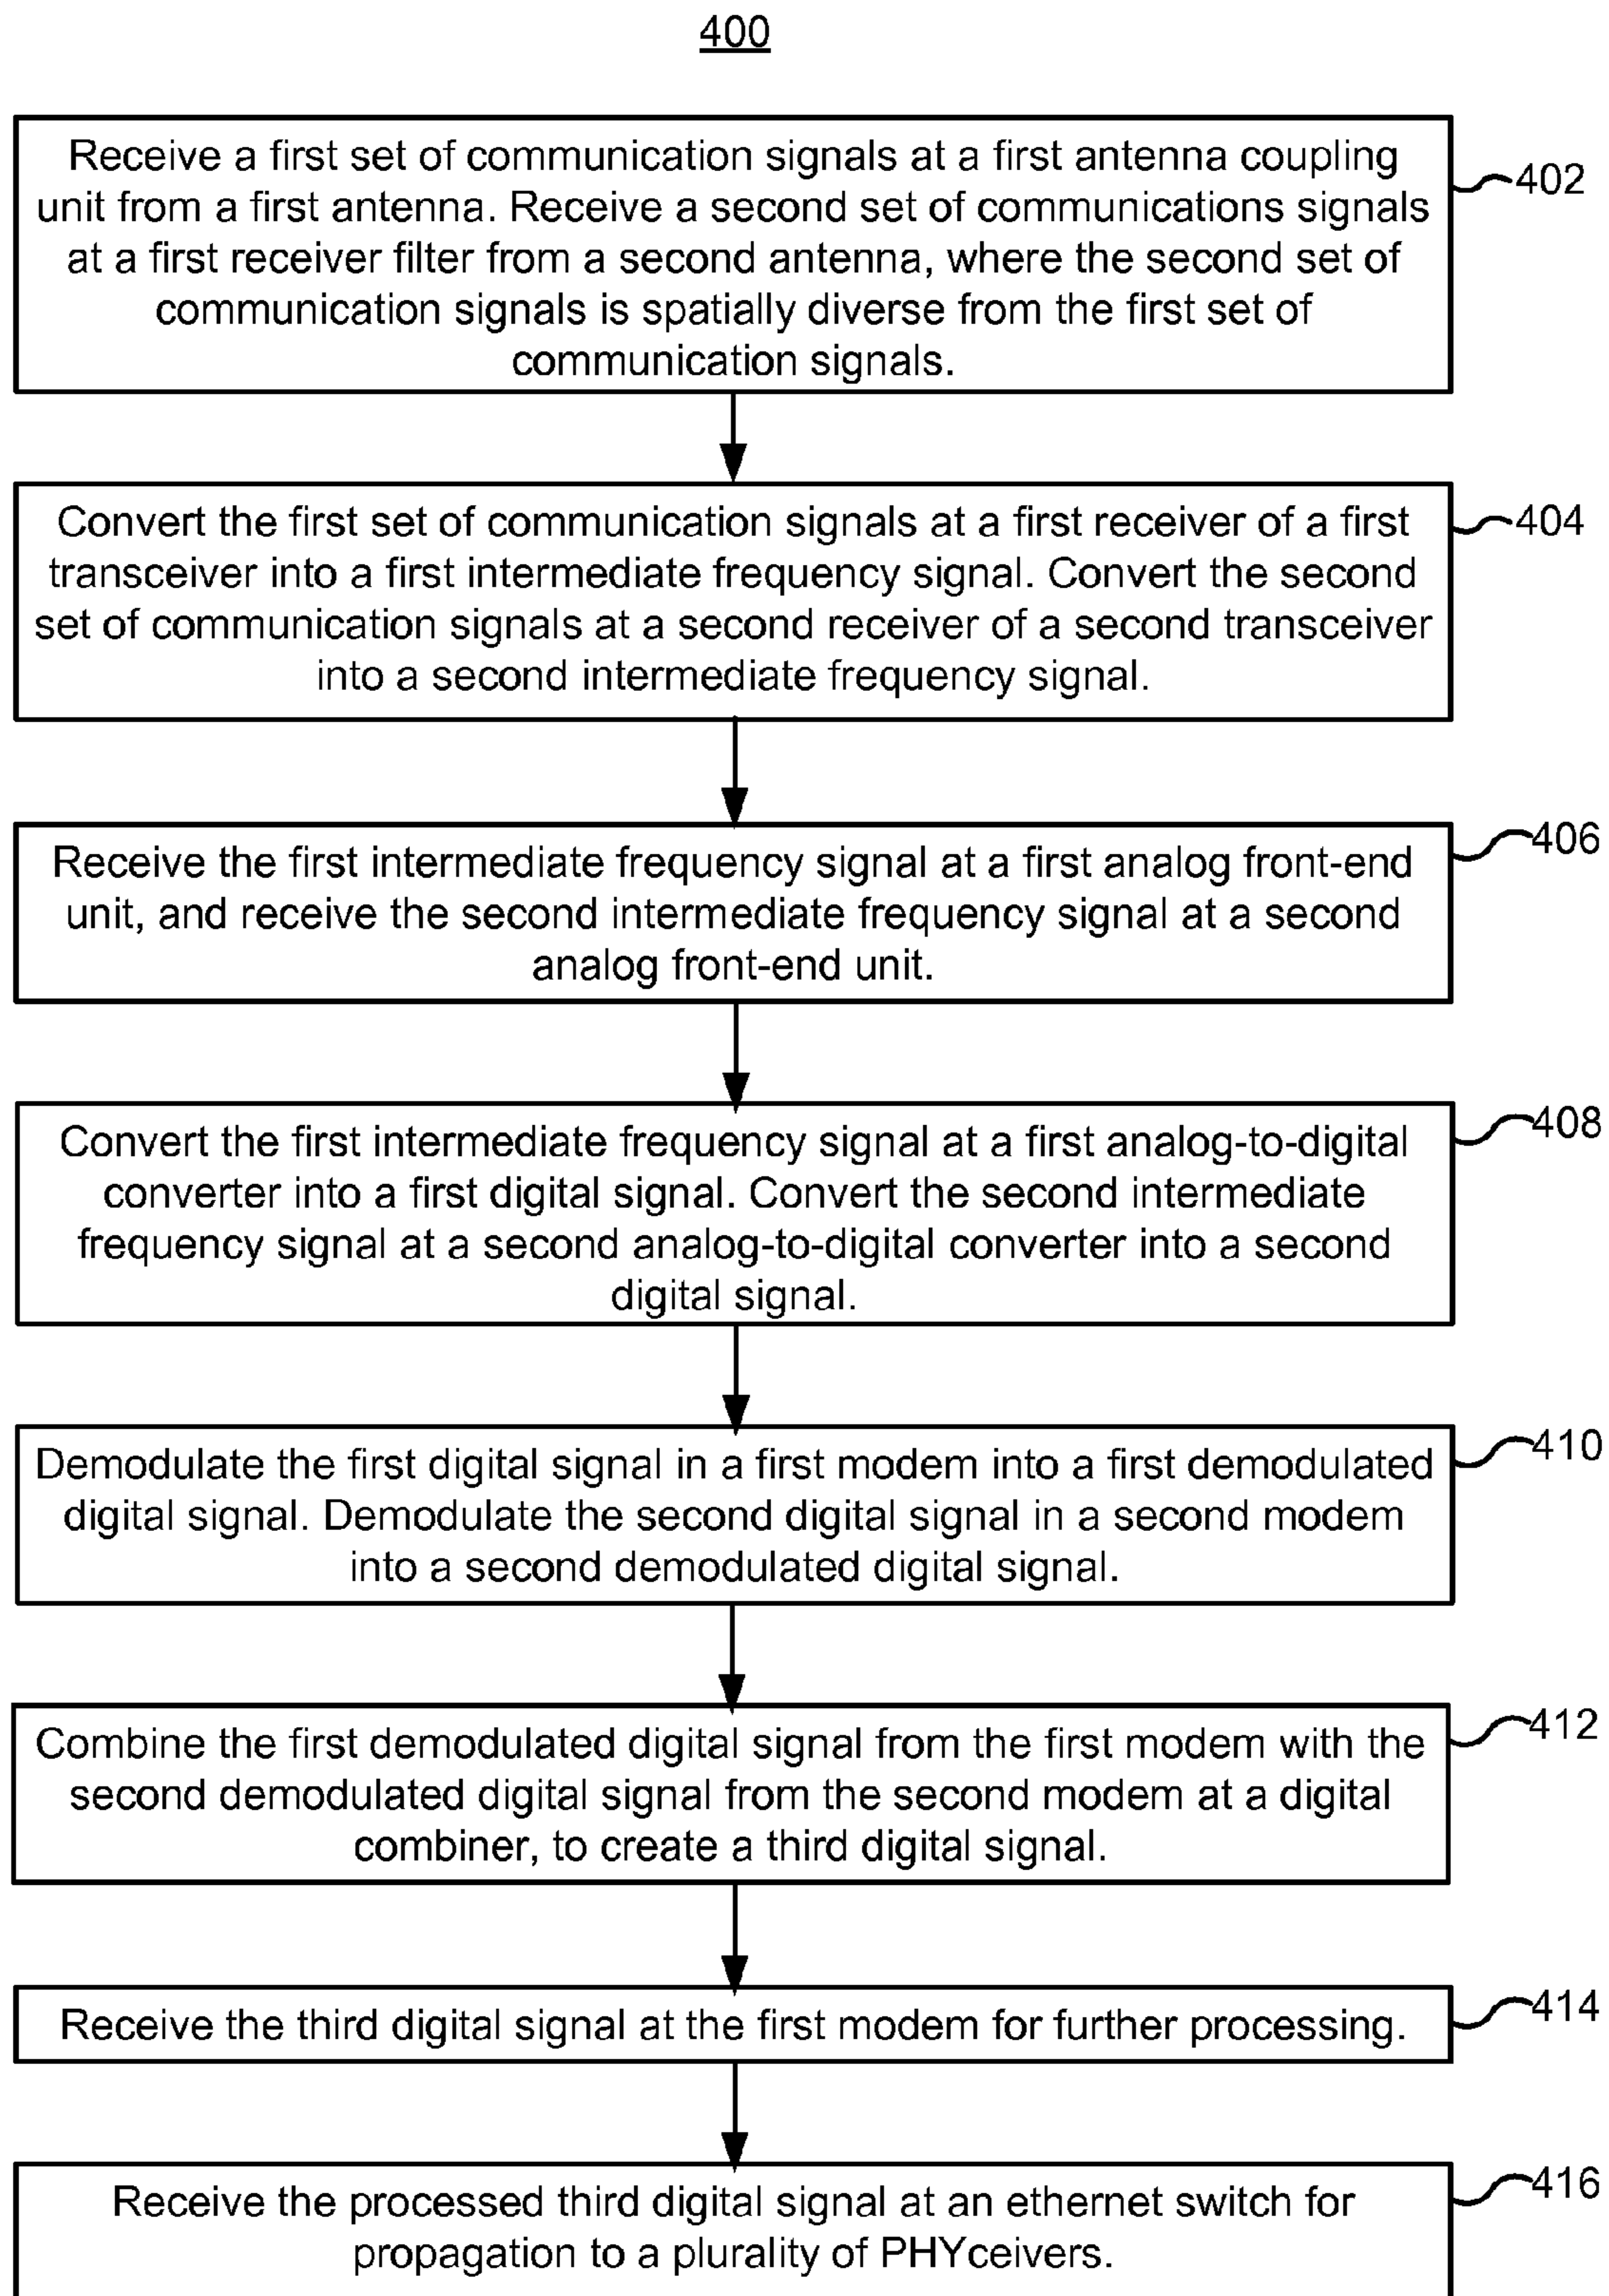 400
Receive a first set of communication signals at a first antenna coupling
unit from a first antenna. Receive a second set of communications signals
at a first receiver filter from a second antenna, where the second set of
communication signals is spatially diverse from the first set of
communication signals.
402
Convert the first set of communication signals at a first receiver of a first
transceiver into a first intermediate frequency signal. Convert the second
set of communication signals at a second receiver of a second transceiver
into a second intermediate frequency signal.
404
Receive the first intermediate frequency signal at a first analog front-end
unit, and receive the second intermediate frequency signal at a second
analog front-end unit.
406
Convert the first intermediate frequency signal at a first analog-to-digital
converter into a first digital signal. Convert the second intermediate
frequency signal at a second analog-to-digital converter into a second
digital signal.
408
Demodulate the first digital signal in a first modem into a first demodulated
digital signal. Demodulate the second digital signal in a second modem
into a second demodulated digital signal.
410
Combine the first demodulated digital signal from the first modem with the
second demodulated digital signal from the second modem at a digital
combiner, to create a third digital signal.
412
Receive the third digital signal at the first modem for further processing.
414
Receive the processed third digital signal at an ethernet switch for
propagation to a plurality of PHYceivers.
416